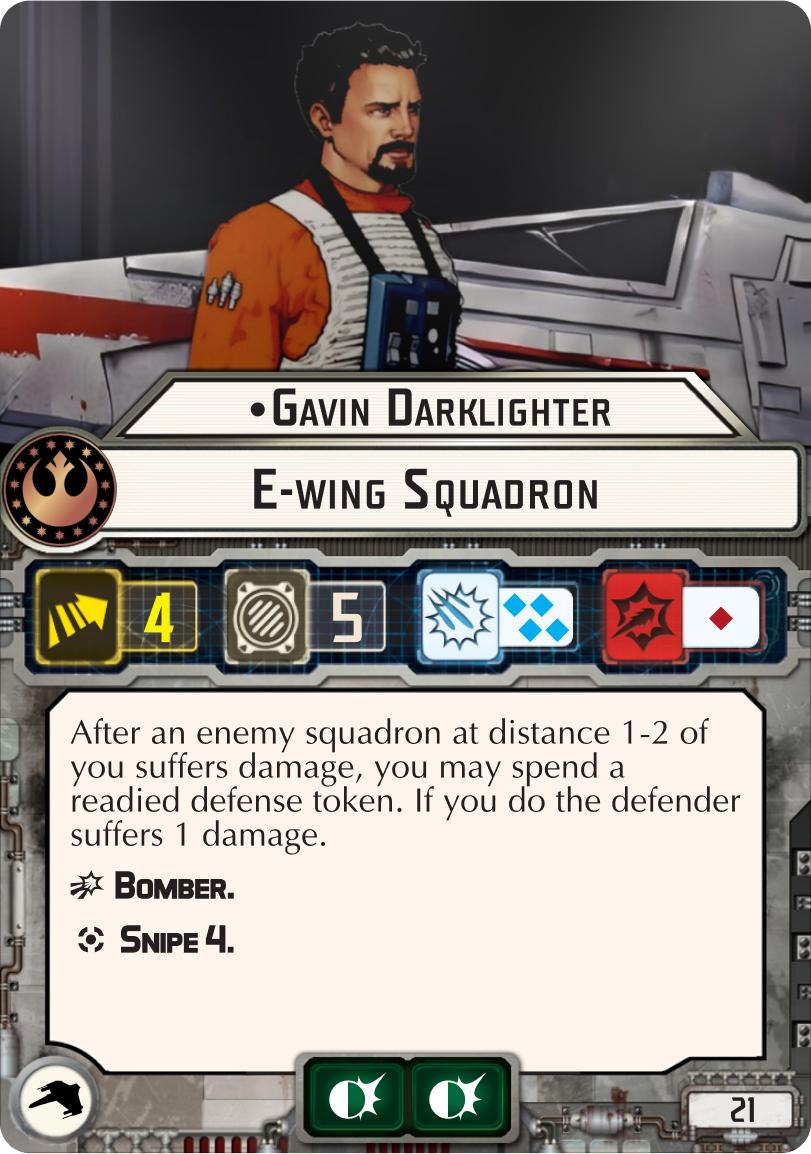 •Gavin Darklighter
E-wing Squadron
4
5
After an enemy squadron at distance 1-2 of
you suffers damage, you may spend a
readied defense token. If you do the defender
suffers 1 damage.
Bomber.
Snipe 4.
21